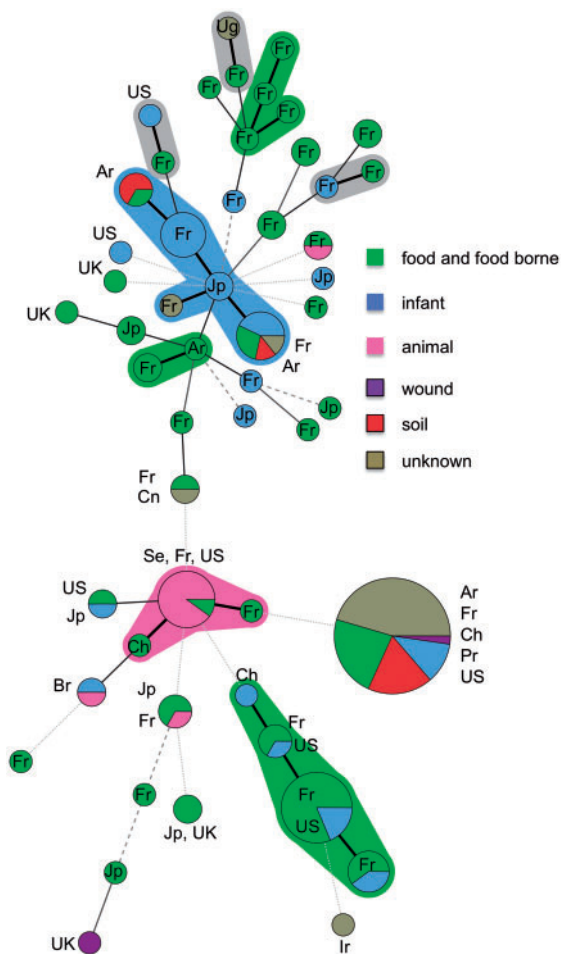 Ug
Fr
Fr
Fr
Fr
Fr
US
Fr
Fr
Fr
Fr
Fr
Fr
Ar
Fr
Fr
Fr
Fr
US
Jp
Jp
UK
Fr
Fr
UK
Jp
Fr
Ar
Ar
Fr
Fr
Jp
Jp
Fr
Fr
food and food borne
infant
animal
wound
soil
unknown
Fr
Cn
Se, Fr, US
US
Jp
Fr
Ch
Ar
Fr
Ch
Pr
US
Br
Jp
Fr
Ch
Fr
US
Fr
Fr
Fr
US
Jp, UK
Jp
Fr
UK
Ir